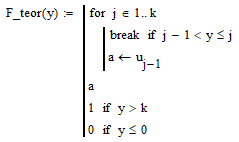 F_teor(y) := for j ∈ 1..k
break if j − 1 < y ≤ j
a ← u_{j−1}
a
1 if y > k
0 if y ≤ 0